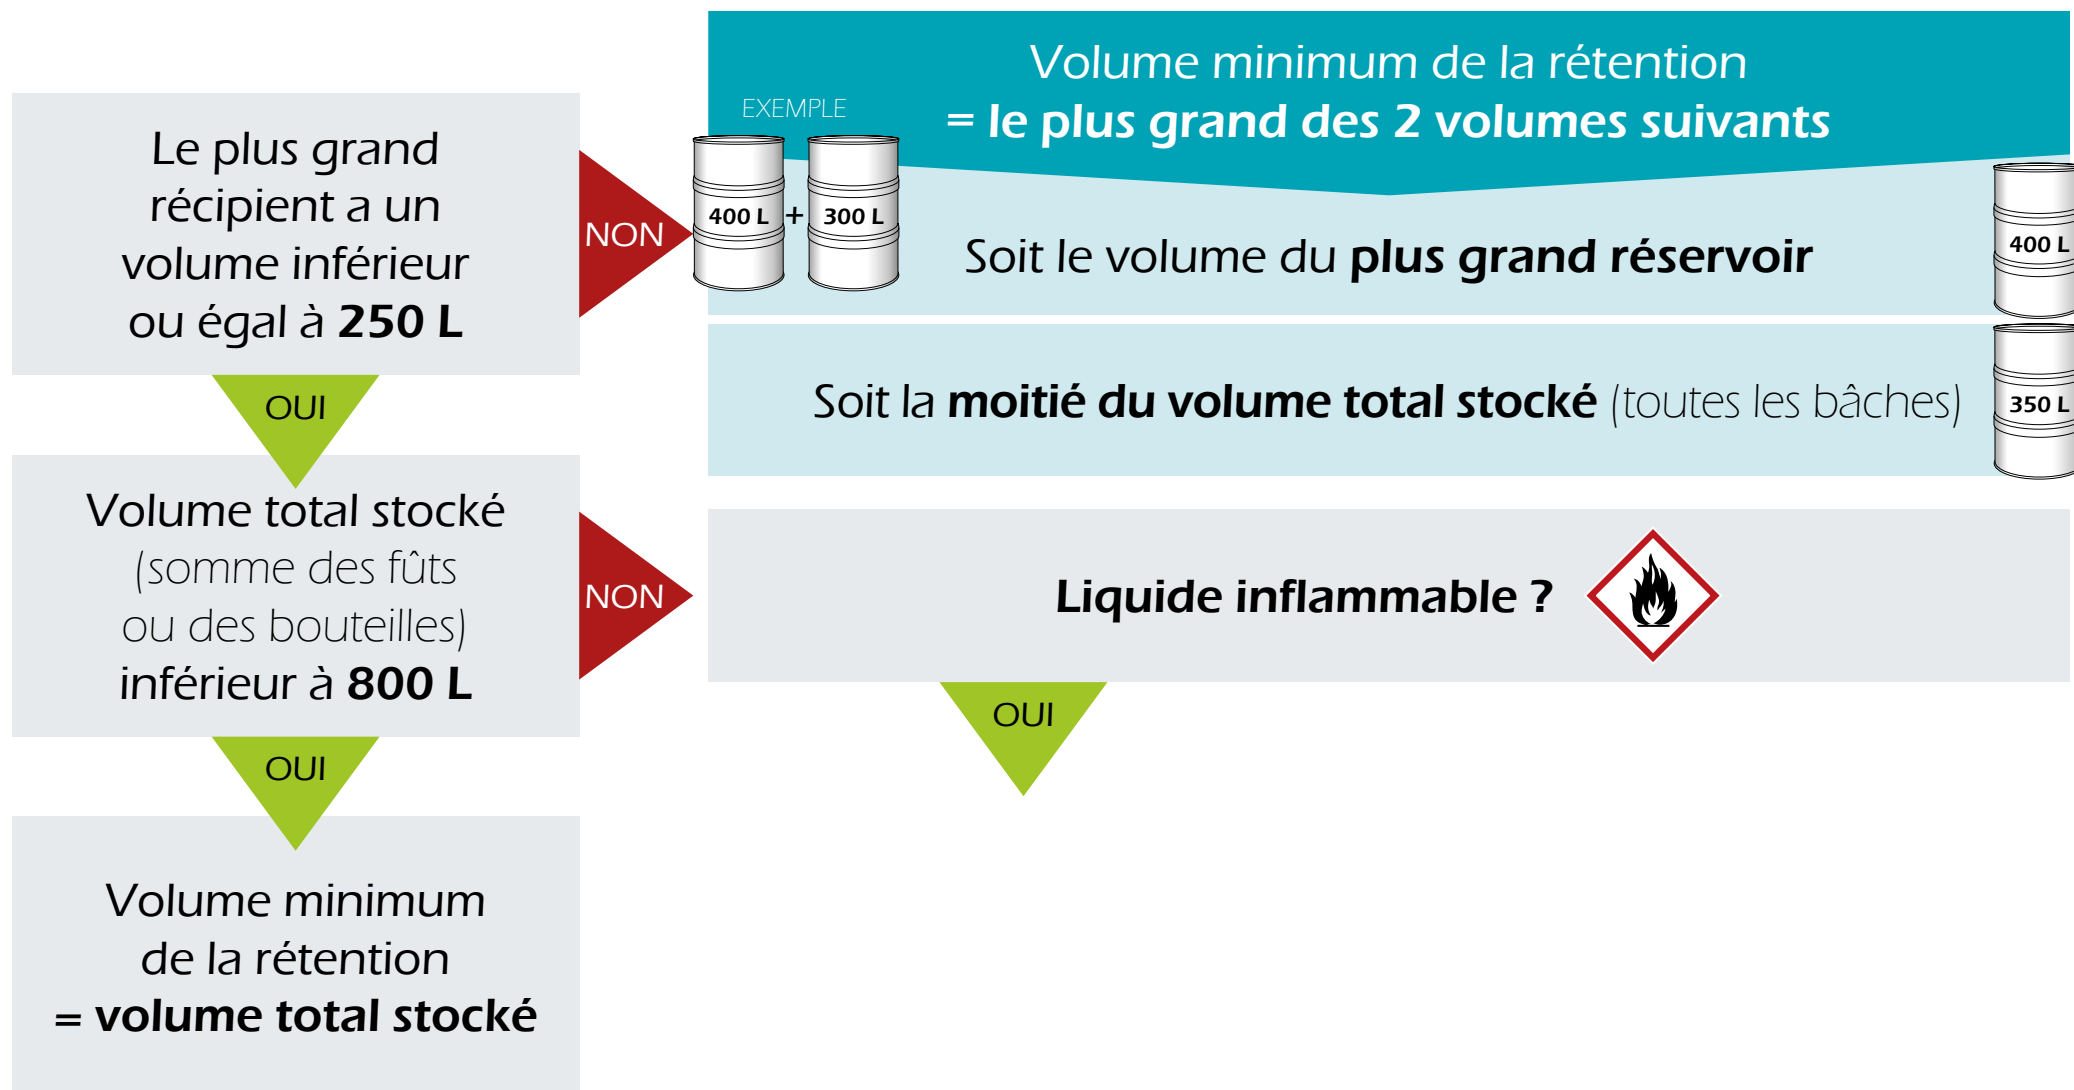 Le plus grand
récipient a un
volume inférieur
ou égal à 250 L
NON
EXEMPLE
400 L + 300 L
Volume minimum de la rétention
= le plus grand des 2 volumes suivants
Soit le volume du plus grand réservoir
400 L
Soit la moitié du volume total stocké (toutes les bâches)
350 L
OUI
Volume total stocké
(somme des fûts
ou des bouteilles)
inférieur à 800 L
NON
Liquide inflammable ?
OUI
OUI
Volume minimum
de la rétention
= volume total stocké